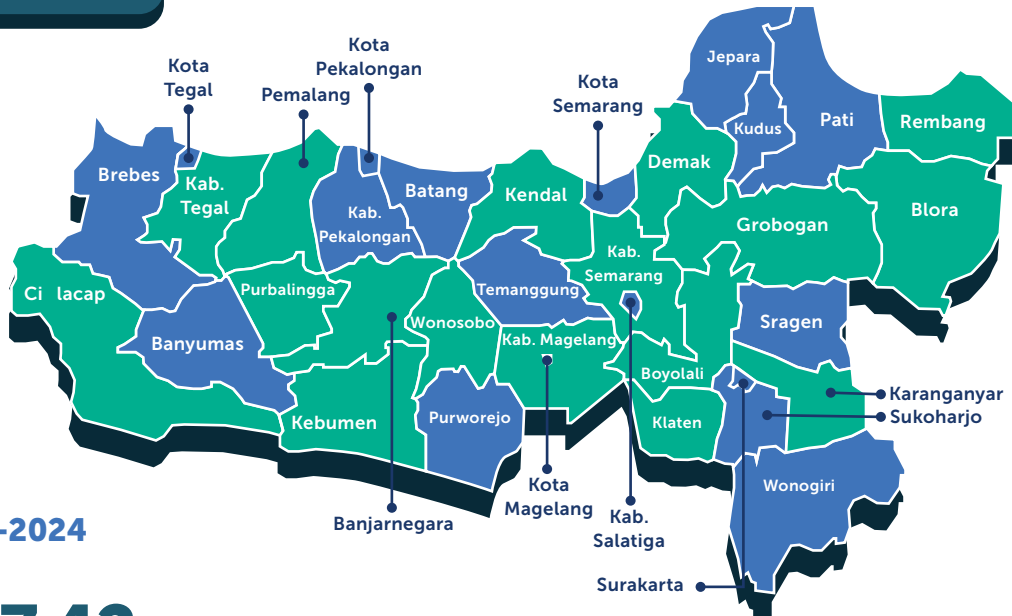 Kota
Pekalongan
Kota
Tegal
Pemalang
Kota
Semarang
Jepara
Kudus
Pati
Rembang
Brebes
Kab.
Tegal
Kab.
Pekalongan
Batang
Kendal
Demak
Grobogan
Blora
Ci lacap
Purbalingga
Temanggung
Kab.
Semarang
Banyumas
Wonosobo
Kab. Magelang
Sragen
Boyolali
Karanganyar
Sukoharjo
Kebumen
Purworejo
Klaten
Wonogiri
Kota
Magelang
Banjarnegara
Kab.
Salatiga
Surakarta
-2024